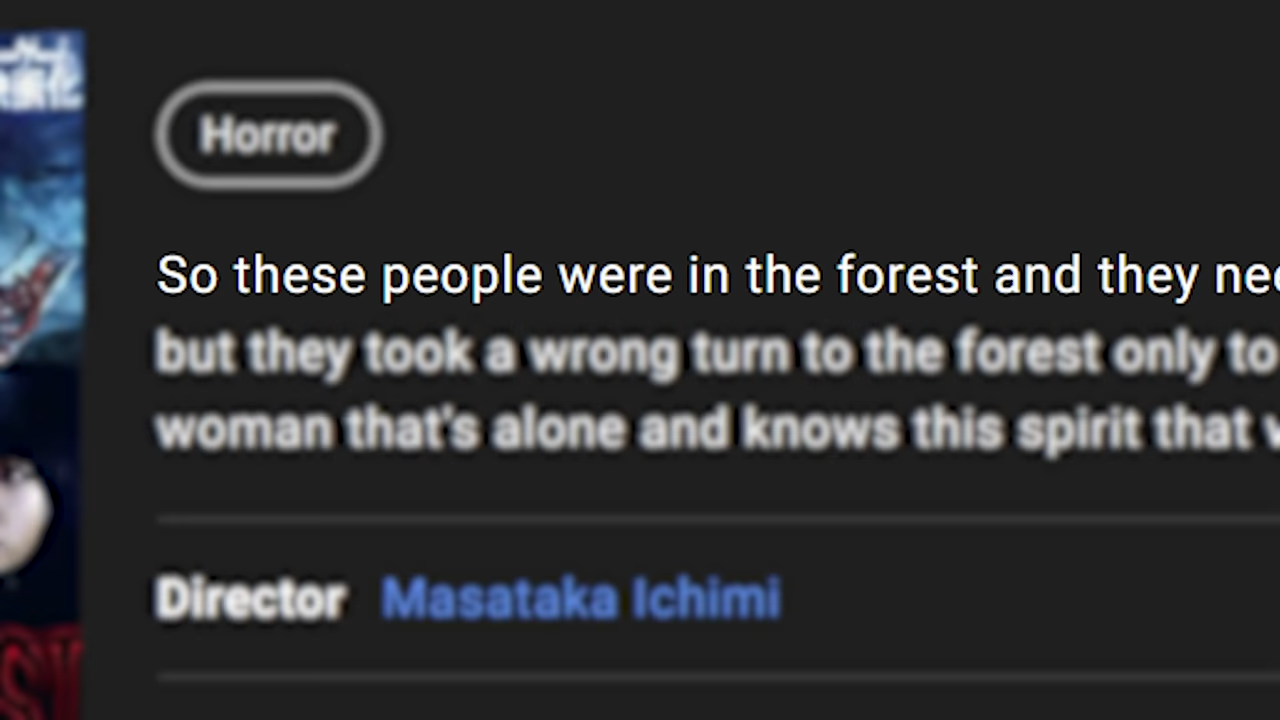 Horror
So these people were in the forest and they
but they took a wrong turn to the forest only to
woman that's alone and knows this spirit that
Director Masataka Ichimi